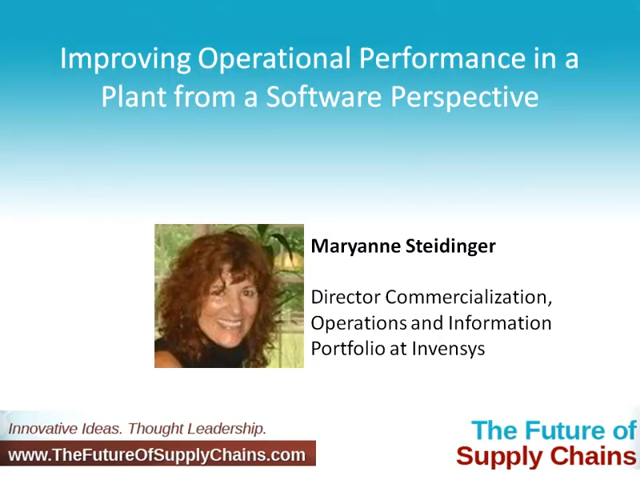 Improving Operational Performance in a
Plant from a Software Perspective
Maryanne Steidinger
Director Commercialization,
Operations and Information
Portfolio at Invensys
Innovative Ideas. Thought Leadership.
www.TheFutureOfSupplyChains.com
The Future of
Supply Chains